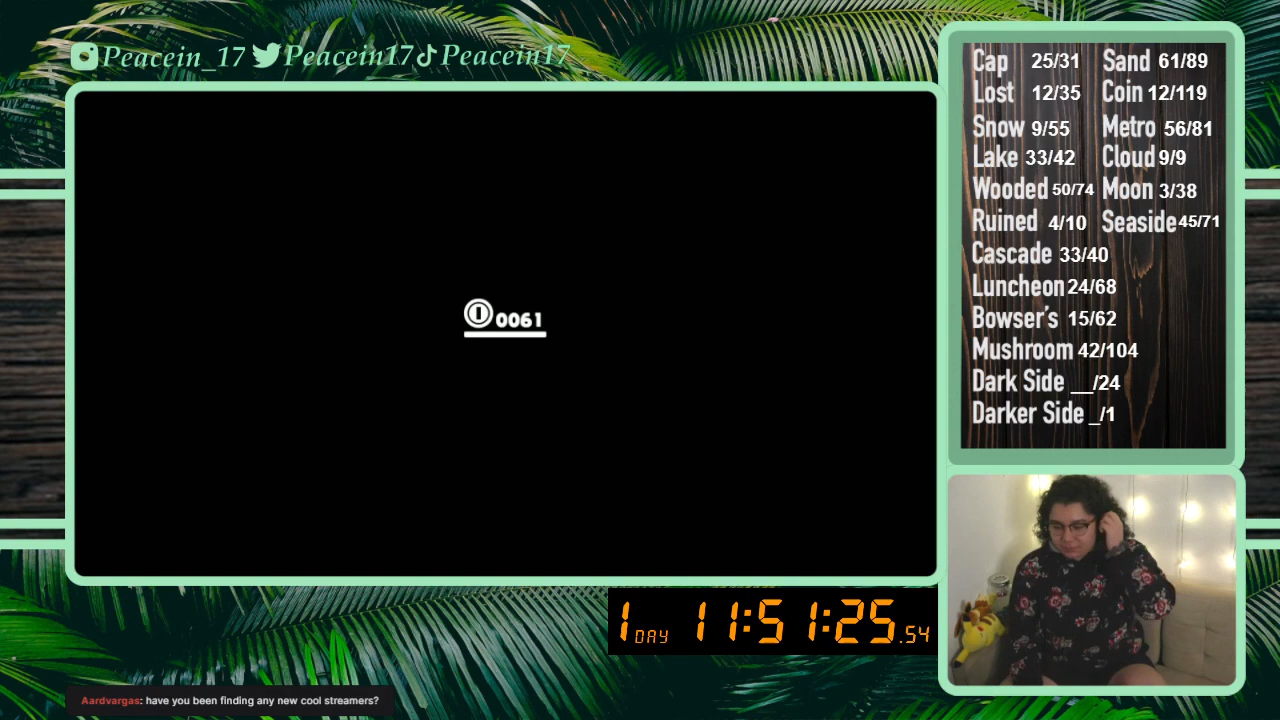 Peacein_17 Peacein17 Peacein17
Cap 25/31 Sand 61/89
Lost 12/35 Coin 12/119
Snow 9/55 Metro 56/81
Lake 33/42 Cloud 9/9
Wooded 50/74 Moon 3/38
Ruined 4/10 Seaside 45/71
Cascade 33/40
Luncheon 24/68
Bowser's 15/62
Mushroom 42/104
Dark Side __/24
Darker Side _/1
0061
1 DAY 11:51:25.54
Aardvargas: have you been finding any new cool streamers?